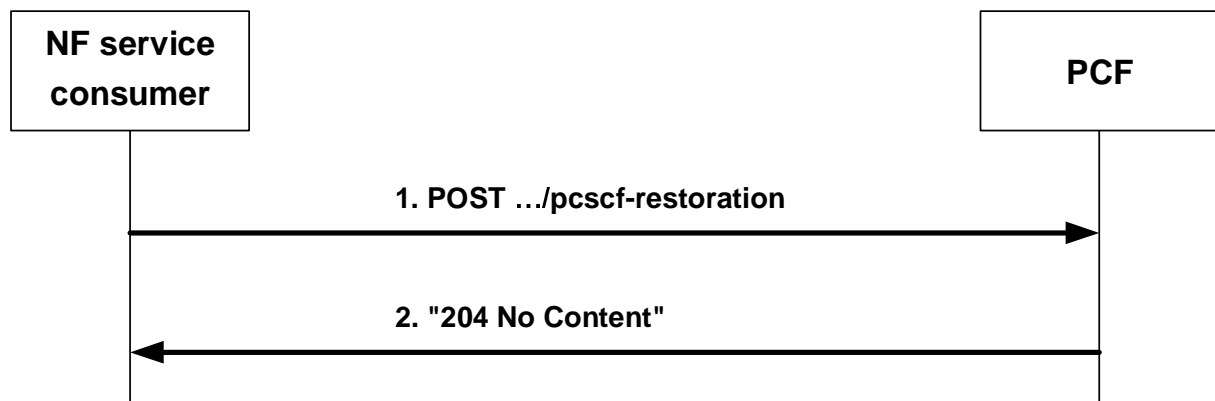 NF service
consumer
PCF
1. POST …/pcscf-restoration
2. "204 No Content"